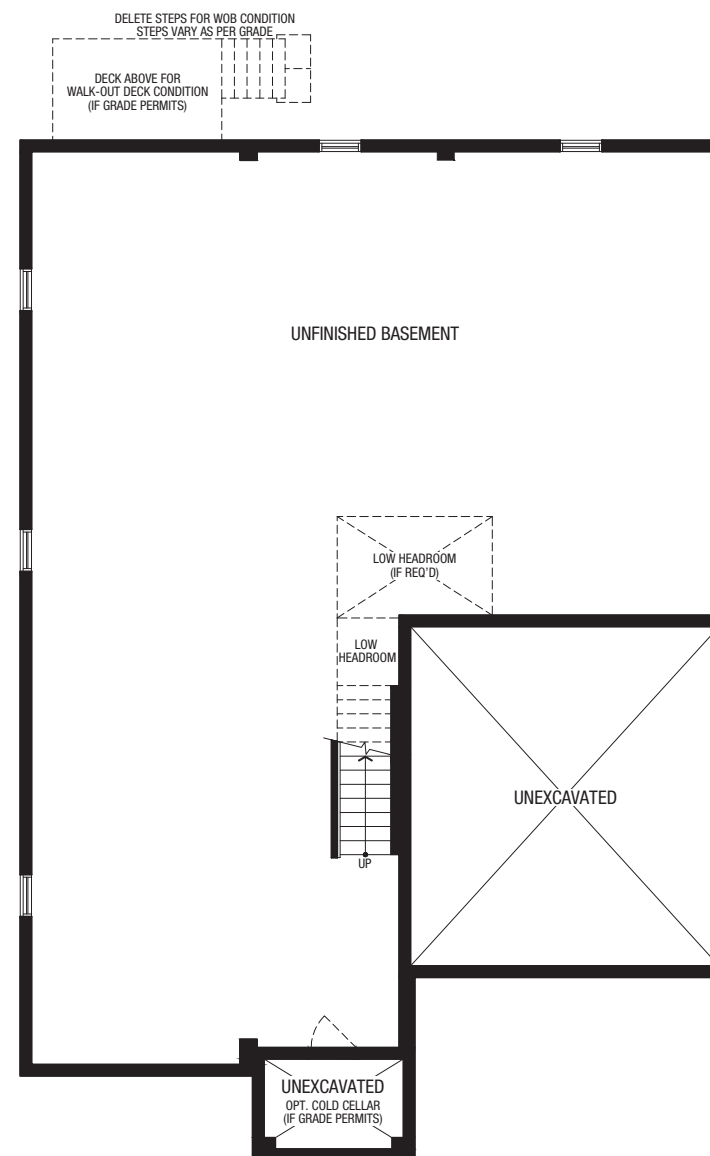 DELETE STEPS FOR WOB CONDITION
STEPS VARY AS PER GRADE
DECK ABOVE FOR
WALK-OUT DECK CONDITION
(IF GRADE PERMITS)
UNFINISHED BASEMENT
LOW HEADROOM
(IF REQ'D)
LOW
HEADROOM
UNEXCAVATED
UP
UNEXCAVATED
OPT. COLD CELLAR
(IF GRADE PERMITS)